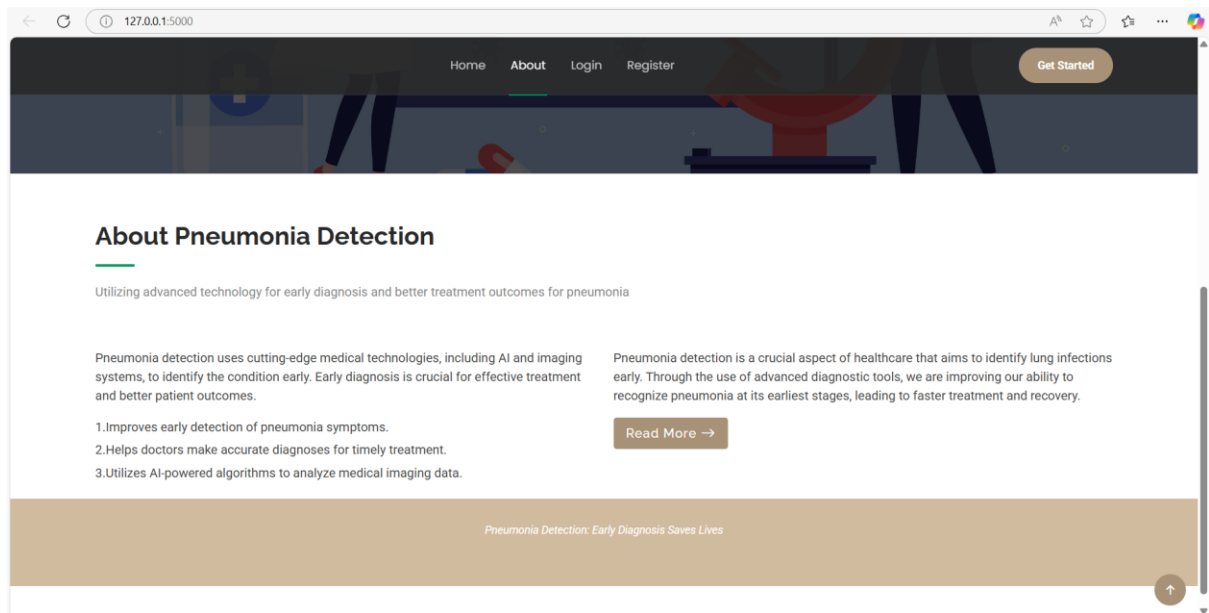 127.0.0.1:5000
Home About Login Register
Get Started
About Pneumonia Detection
Utilizing advanced technology for early diagnosis and better treatment outcomes for pneumonia
Pneumonia detection uses cutting-edge medical technologies, including AI and imaging
systems, to identify the condition early. Early diagnosis is crucial for effective treatment
and better patient outcomes.
1.Improves early detection of pneumonia symptoms.
2.Helps doctors make accurate diagnoses for timely treatment.
3.Utilizes AI-powered algorithms to analyze medical imaging data.
Pneumonia detection is a crucial aspect of healthcare that aims to identify lung infections
early. Through the use of advanced diagnostic tools, we are improving our ability to
recognize pneumonia at its earliest stages, leading to faster treatment and recovery.
Read More →
Pneumonia Detection: Early Diagnosis Saves Lives